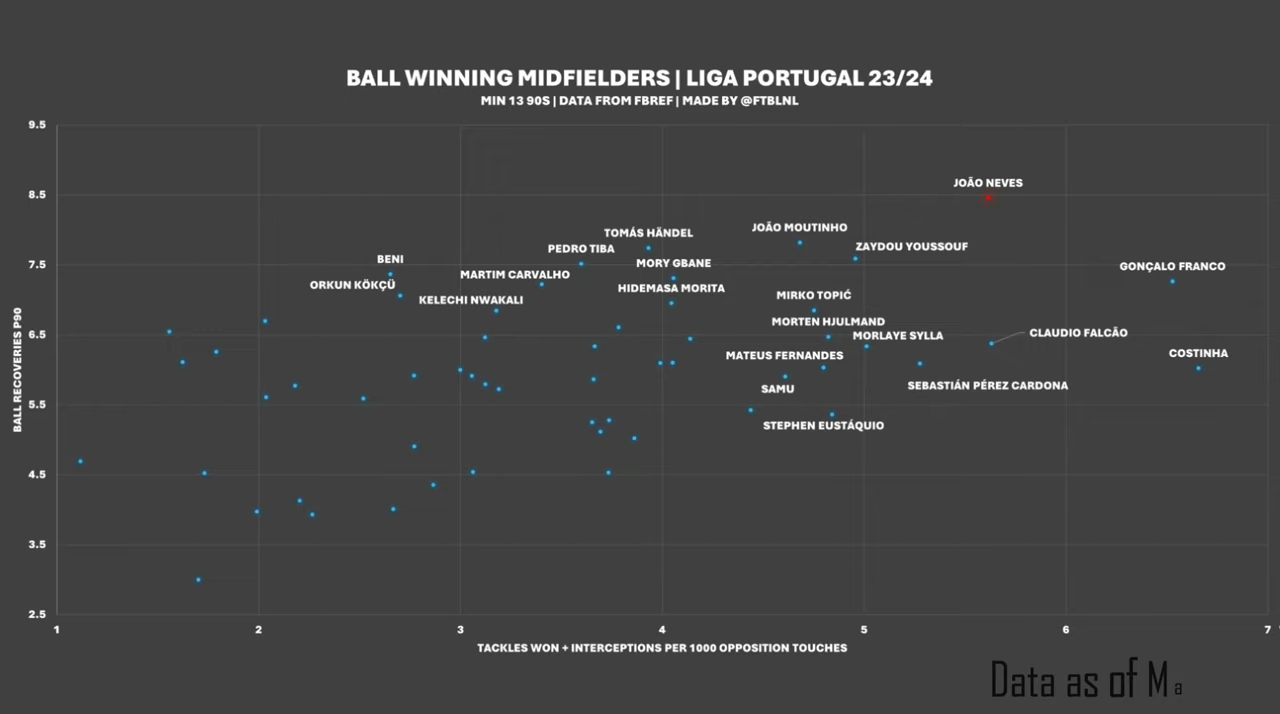 BALL WINNING MIDFIELDERS | LIGA PORTUGAL 23/24
MIN 13 90S | DATA FROM FBREF | MADE BY @FTBLNL
9.5
JOÃO NEVES
8.5
JOÃO MOUTINHO
TOMÁS HÄNDEL
ZAYDOU YOUSSOUF
PEDRO TIBA
BENI
MORY GBANE
7.5
GONÇALO FRANCO
MARTIM CARVALHO
ORKUN KÖKÇÜ
HIDEMASA MORITA
MIRKO TOPIĆ
KELECHI NWAKALI
MORTEN HJULMAND
6.5
CLAUDIO FALCÃO
MORLAYE SYLLA
COSTINHA
MATEUS FERNANDES
SEBASTIÁN PÉREZ CARDONA
SAMU
5.5
STEPHEN EUSTÁQUIO
4.5
3.5
2.5
BALL RECOVERIES P90
1 2 3 4 5 6 7
TACKLES WON + INTERCEPTIONS PER 1000 OPPOSITION TOUCHES
Data as of Ma